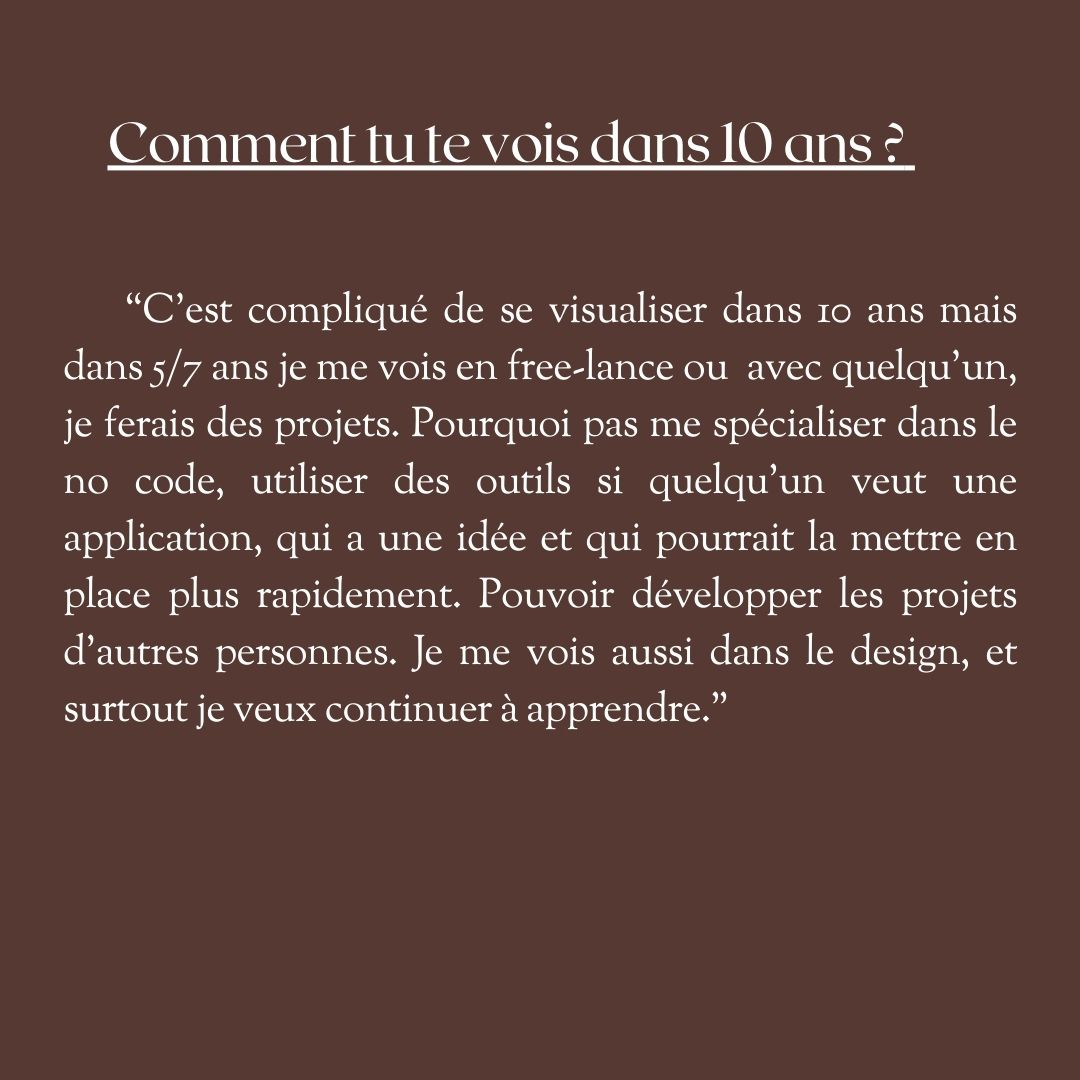 Comment tu te vois dans 10 ans ?
“C’est compliqué de se visualiser dans 10 ans mais
dans 5/7 ans je me vois en free-lance ou avec quelqu’un,
je ferais des projets. Pourquoi pas me spécialiser dans le
no code, utiliser des outils si quelqu’un veut une
application, qui a une idée et qui pourrait la mettre en
place plus rapidement. Pouvoir développer les projets
d’autres personnes. Je me vois aussi dans le design, et
surtout je veux continuer à apprendre.”